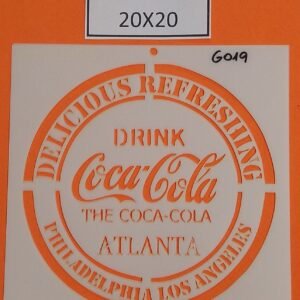 20X20
G019
DELICIOUS REFRESHING
DRINK
Coca-Cola
THE COCA-COLA
ATLANTA
PHILADELPHIA LOS ANGELES